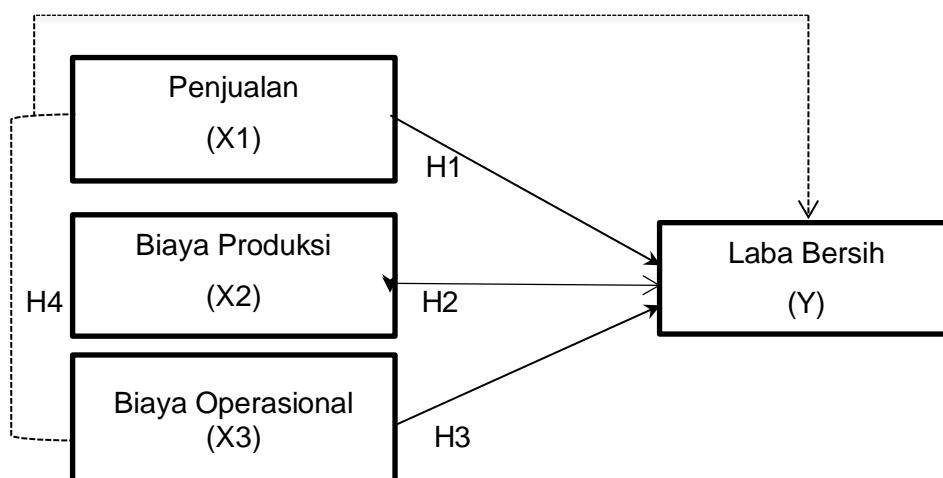 Penjualan
(X1)
H1
Biaya Produksi
(X2)
H2
Laba Bersih
(Y)
H4
Biaya Operasional
(X3)
H3